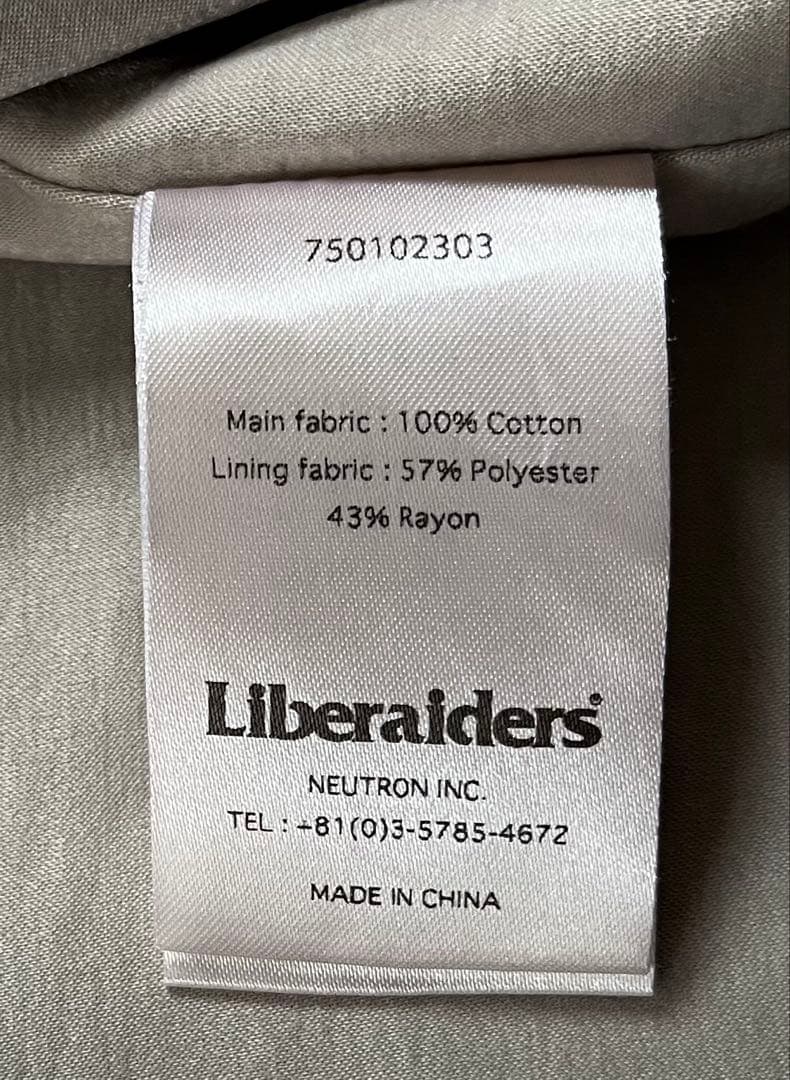 750102303
Main fabric : 100% Cotton
Lining fabric : 57% Polyester
43% Rayon
Liberaiders®
NEUTRON INC.
TEL : +81(0)3-5785-4672
MADE IN CHINA